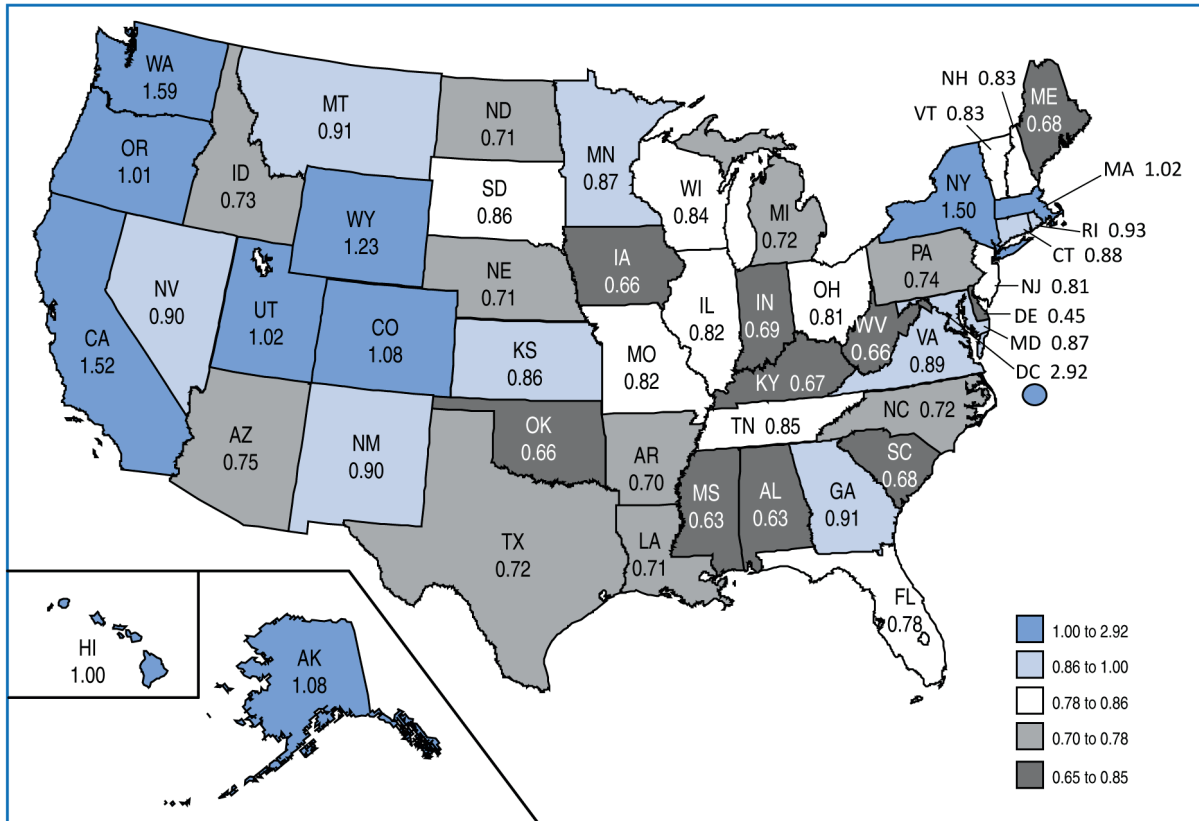 WA
1.59
OR
1.01
CA
1.52
NV
0.90
ID
0.73
MT
0.91
WY
1.23
UT
1.02
CO
1.08
AZ
0.75
NM
0.90
ND
0.71
SD
0.86
NE
0.71
KS
0.86
OK
0.66
TX
0.72
MN
0.87
IA
0.66
MO
0.82
AR
0.70
LA
0.71
WI
0.84
IL
0.82
MI
0.72
IN
0.69
OH
0.81
KY 0.67
TN 0.85
MS
0.63
AL
0.63
GA
0.91
FL
0.78
SC
0.68
NC 0.72
VA
0.89
WV
0.66
PA
0.74
NY
1.50
NH 0.83
VT 0.83
ME
0.68
MA 1.02
RI 0.93
CT 0.88
NJ 0.81
DE 0.45
MD 0.87
DC 2.92
HI
1.00
AK
1.08
1.00 to 2.92
0.86 to 1.00
0.78 to 0.86
0.70 to 0.78
0.65 to 0.85